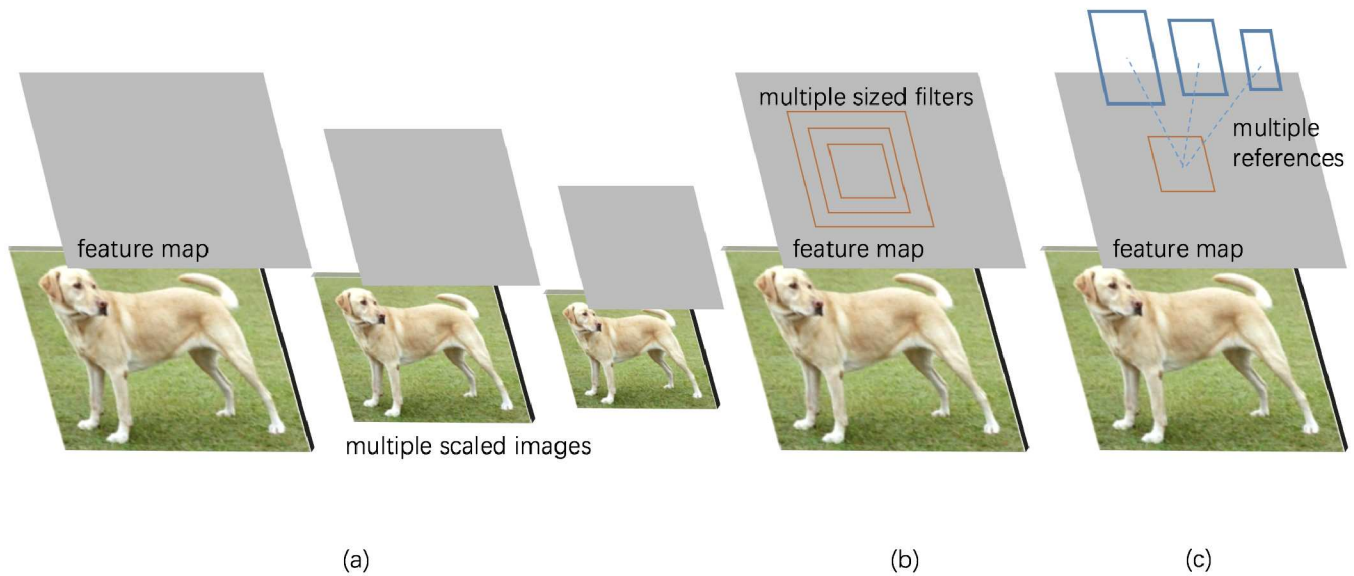 feature map
multiple scaled images
(a)
multiple sized filters
feature map
(b)
multiple
references
feature map
(c)